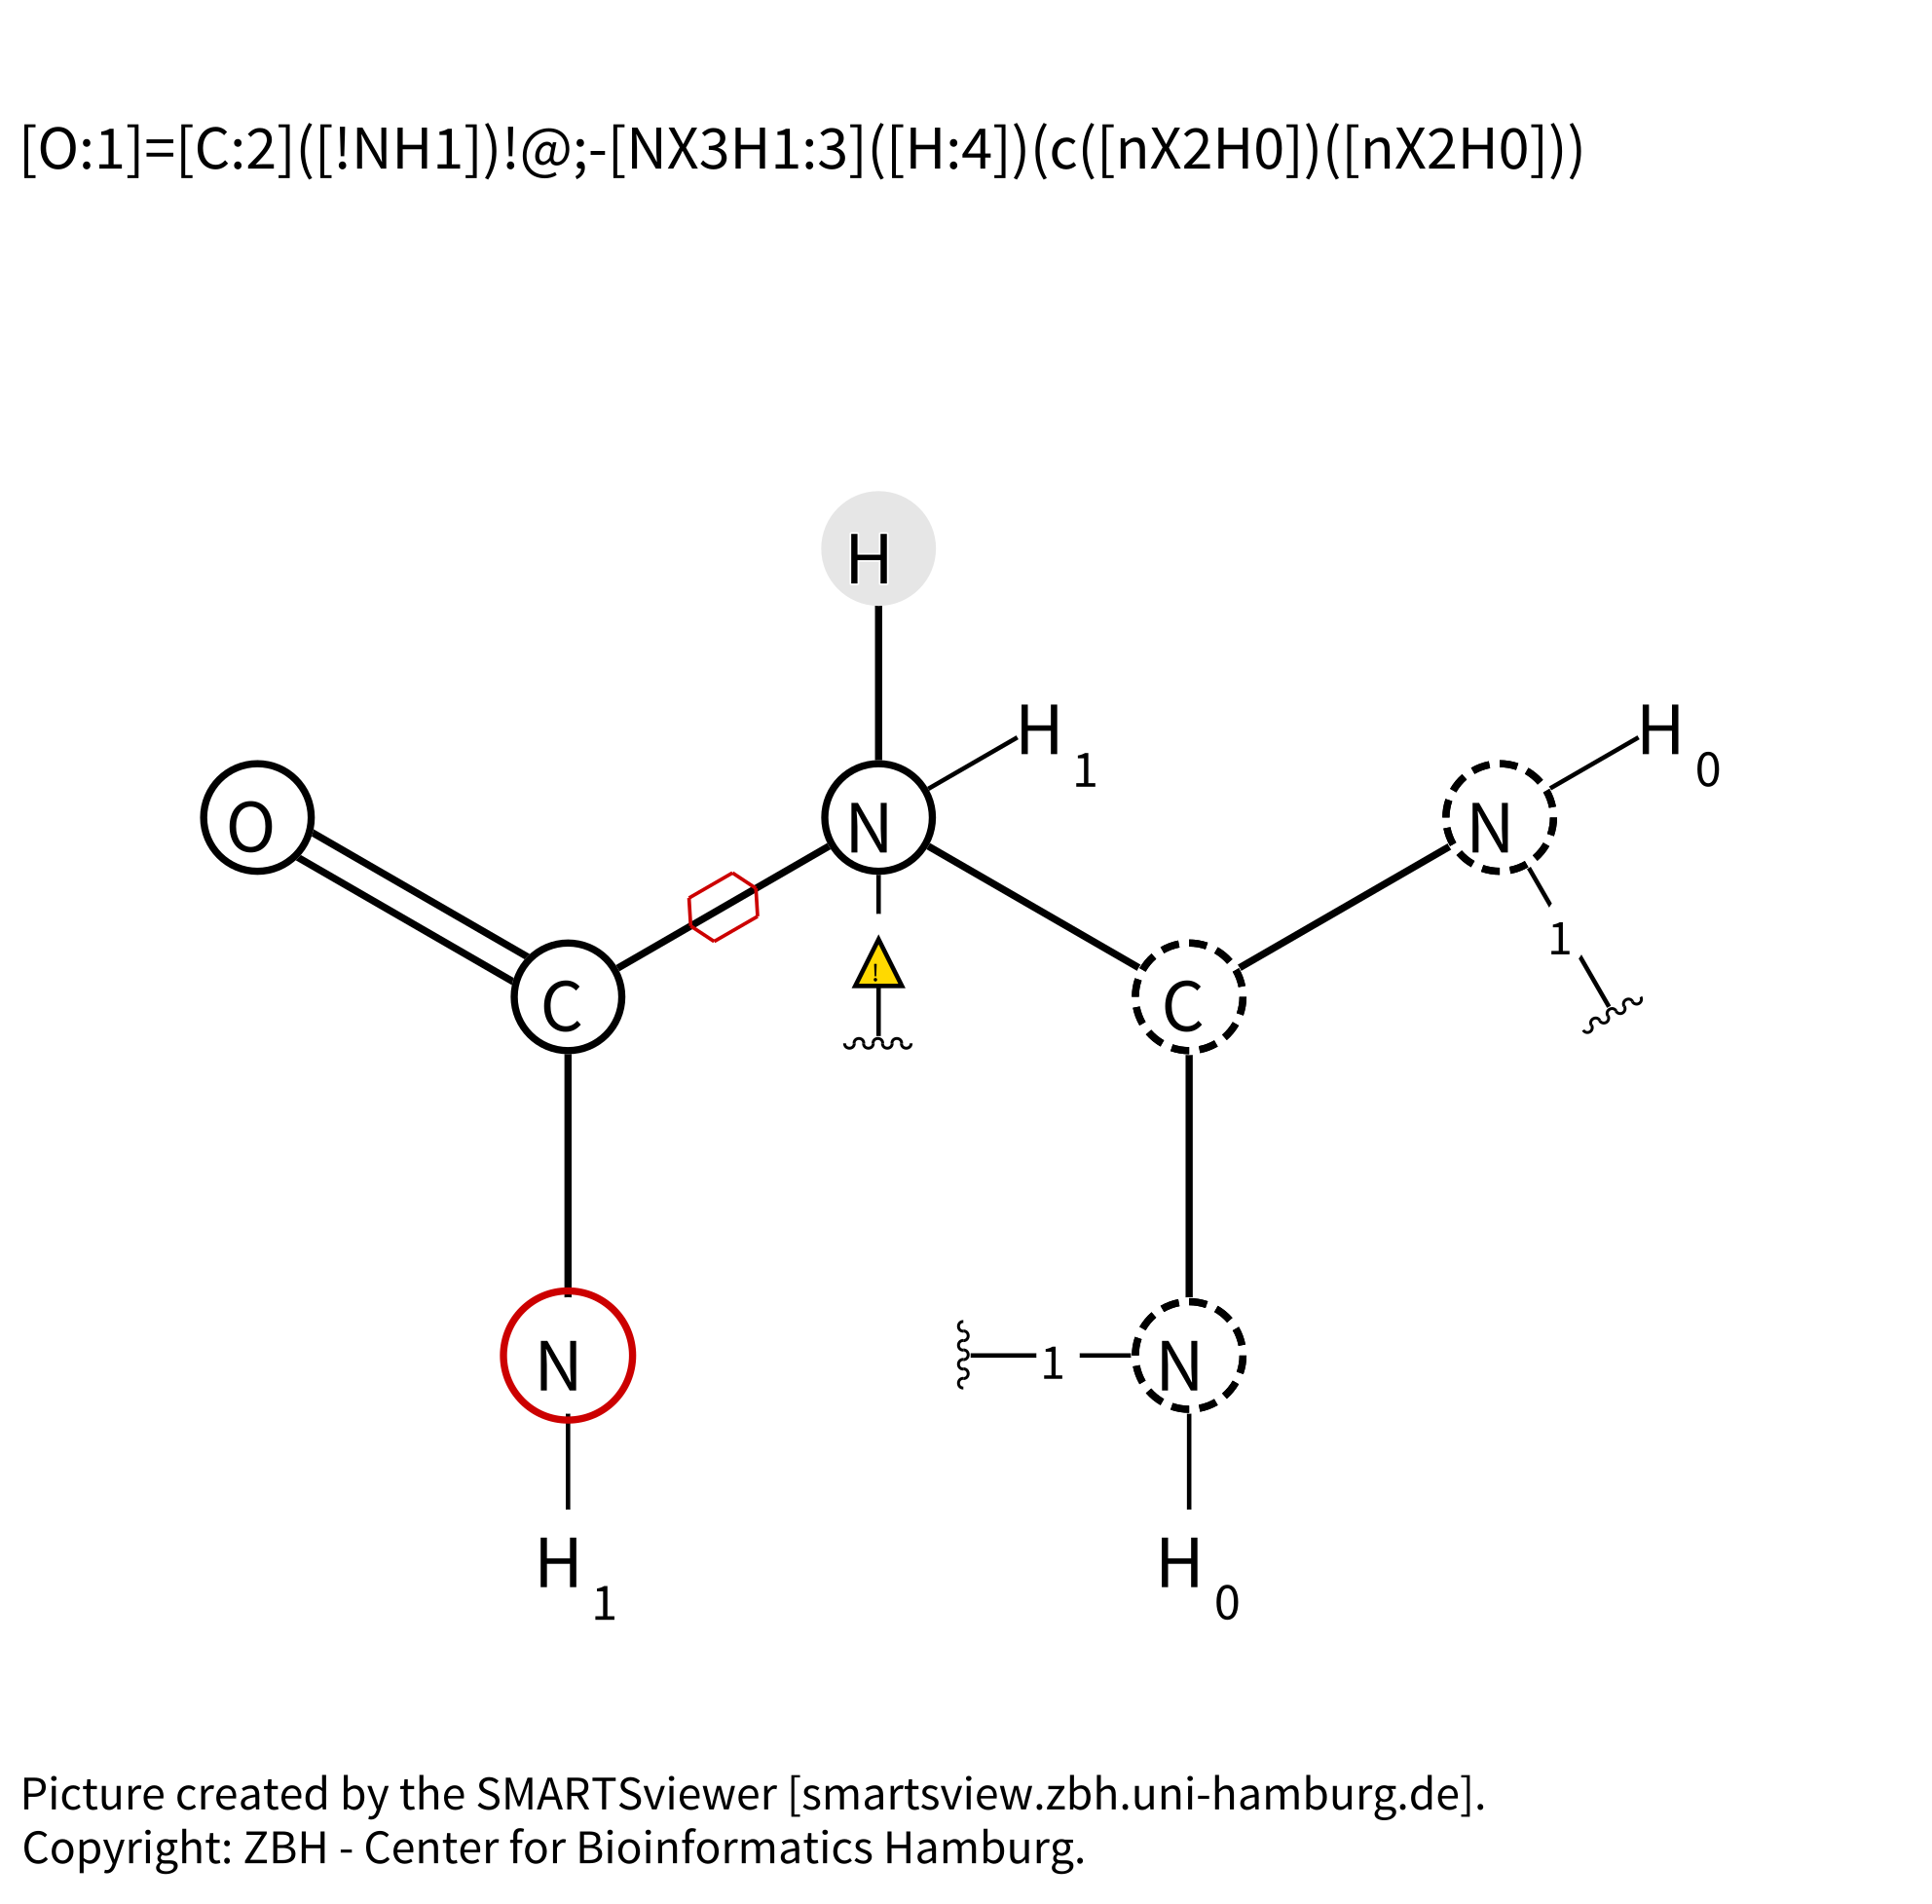 [O:1]=[C:2]([!NH1])!@;-[NX3H1:3]([H:4])(c([nX2H0])([nX2H0]))
H
H 1
H 0
O
N
N
C
!
1
C
N
1
N
H 1
H 0
Picture created by the SMARTSviewer [smartsview.zbh.uni-hamburg.de].
Copyright: ZBH - Center for Bioinformatics Hamburg.